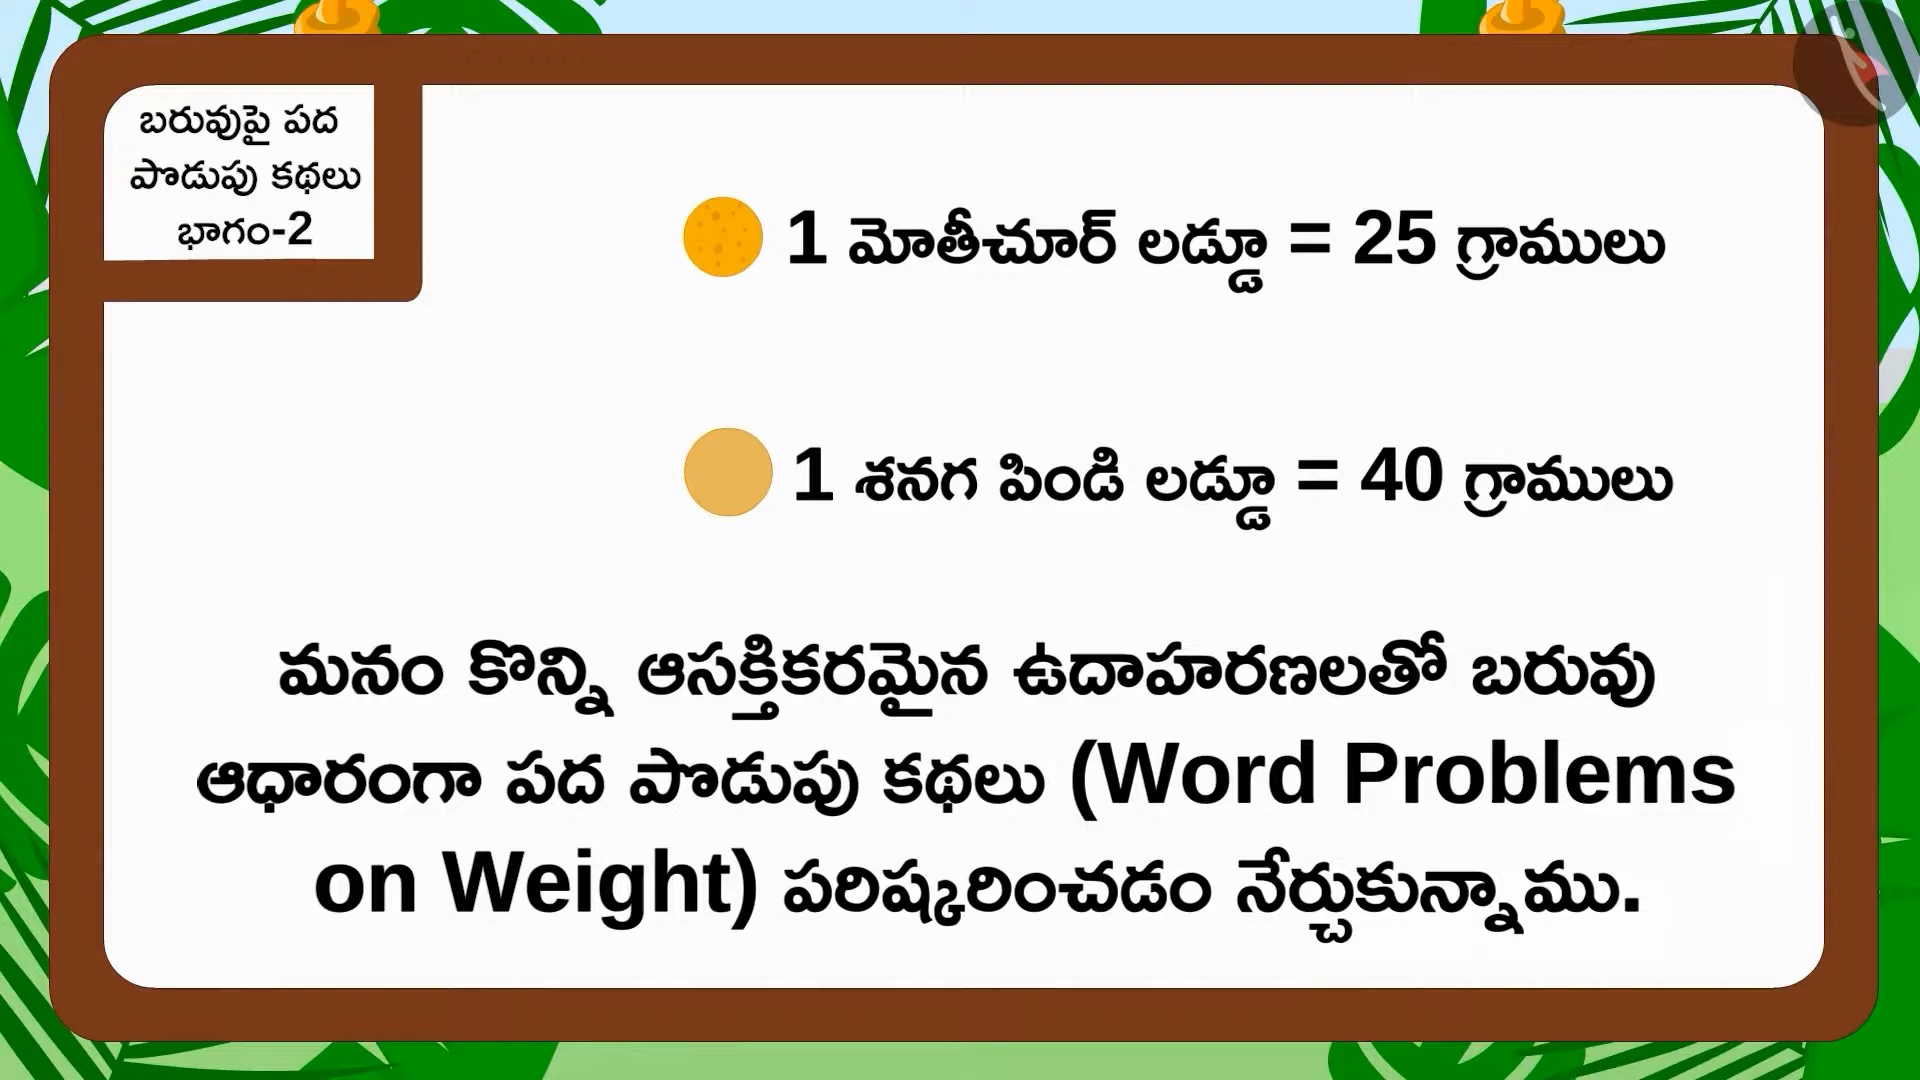 బరువుపై పద
పొడుపు కథలు
భాగం-2
1 మోతీచూర్ లడ్డూ = 25 గ్రాములు
1 శనగ పిండి లడ్డూ = 40 గ్రాములు
మనం కొన్ని ఆసక్తికరమైన ఉదాహరణలతో బరువు
ఆధారంగా పద పొడుపు కథలు (Word Problems
on Weight) పరిష్కరించడం నేర్చుకున్నాము.